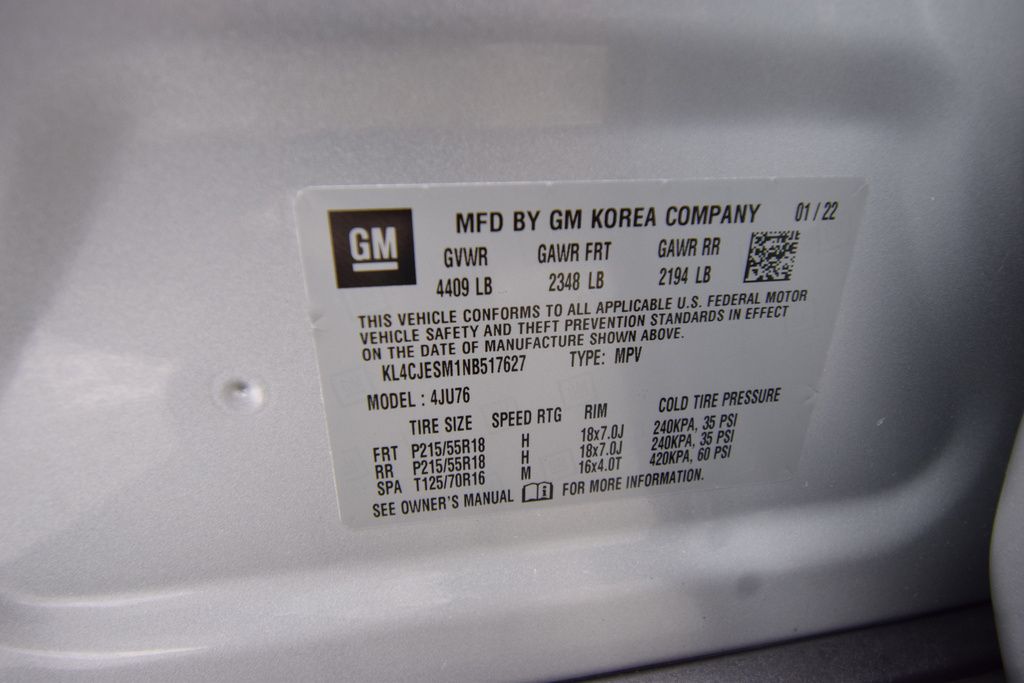 GM
MFD BY GM KOREA COMPANY 01 / 22
GVWR GAWR FRT GAWR RR
4409 LB 2348 LB 2194 LB
THIS VEHICLE CONFORMS TO ALL APPLICABLE U.S. FEDERAL MOTOR
VEHICLE SAFETY AND THEFT PREVENTION STANDARDS IN EFFECT
ON THE DATE OF MANUFACTURE SHOWN ABOVE.
KL4CJESM1NB517627 TYPE: MPV
MODEL : 4JU76
TIRE SIZE SPEED RTG RIM COLD TIRE PRESSURE
FRT P215/55R18 H 18x7.0J 240KPA, 35 PSI
RR P215/55R18 H 18x7.0J 240KPA, 35 PSI
SPA T125/70R16 M 16x4.0T 420KPA, 60 PSI
SEE OWNER'S MANUAL FOR MORE INFORMATION.